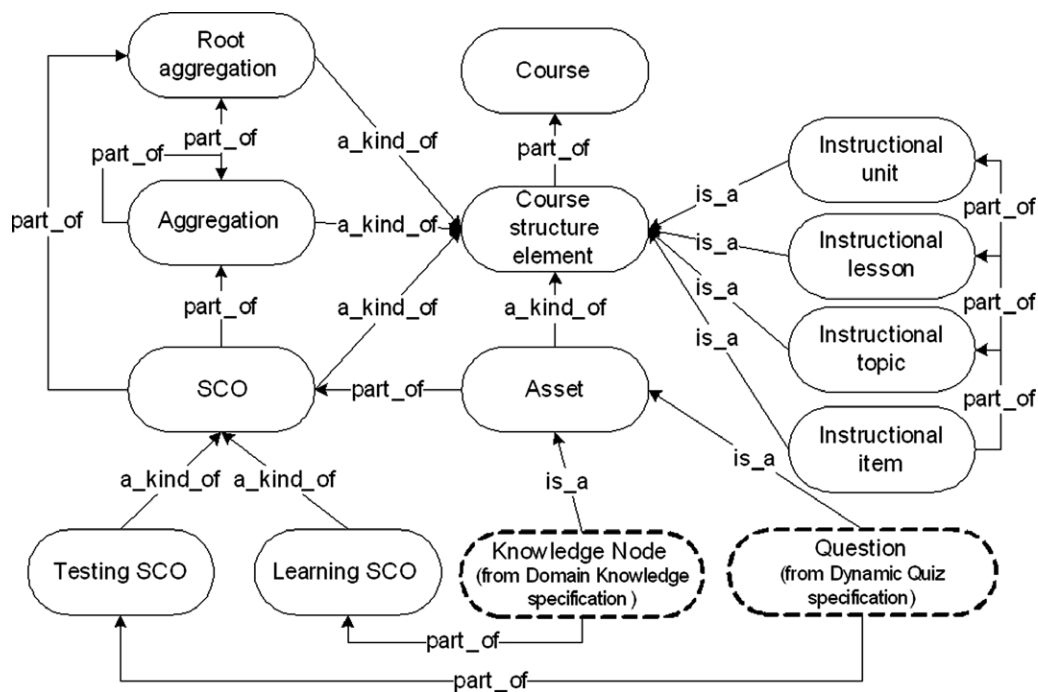 Root
aggregation
Course
part_of
a_kind_of
part_of
part_of
Instructional
unit
is_a
part_of
part_of
Aggregation
a_kind_of
Course
structure
element
is_a
Instructional
lesson
part_of
a_kind_of
a_kind_of
is_a
part_of
is_a
Instructional
topic
SCO
part_of
Asset
part_of
Instructional
item
a_kind_of
a_kind_of
is_a
is_a
Testing SCO
Learning SCO
Knowledge Node
(from Domain Knowledge
specification )
Question
(from Dynamic Quiz
specification )
part_of
part_of